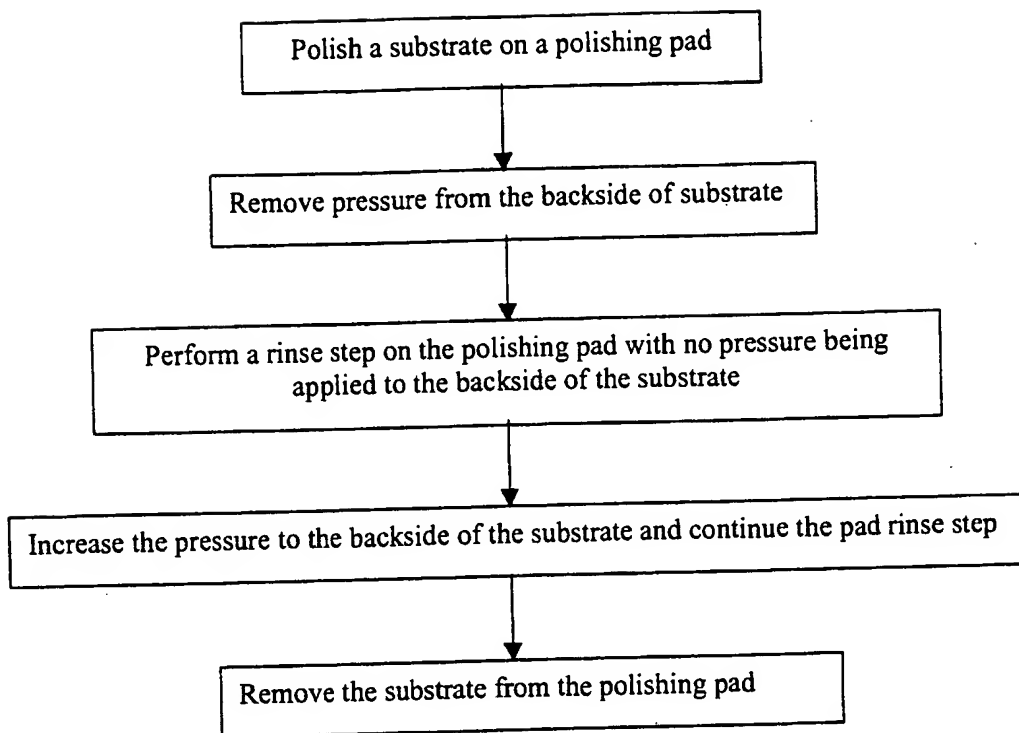 Polish a substrate on a polishing pad
Remove pressure from the backside of substrate
Perform a rinse step on the polishing pad with no pressure being
applied to the backside of the substrate
Increase the pressure to the backside of the substrate and continue the pad rinse step
Remove the substrate from the polishing pad